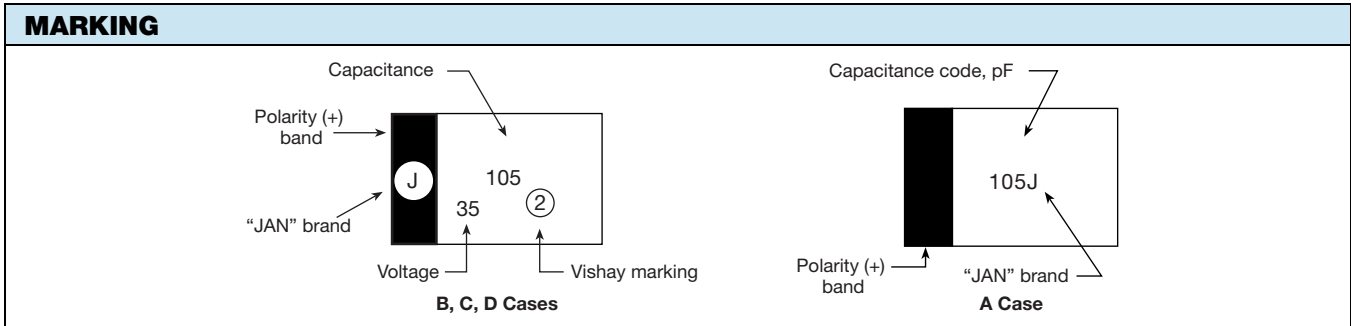 MARKING
Capacitance
Polarity (+)
band
J
105
35
2
"JAN" brand
Voltage
Vishay marking
B, C, D Cases
Capacitance code, pF
105J
Polarity (+)
band
"JAN" brand
A Case